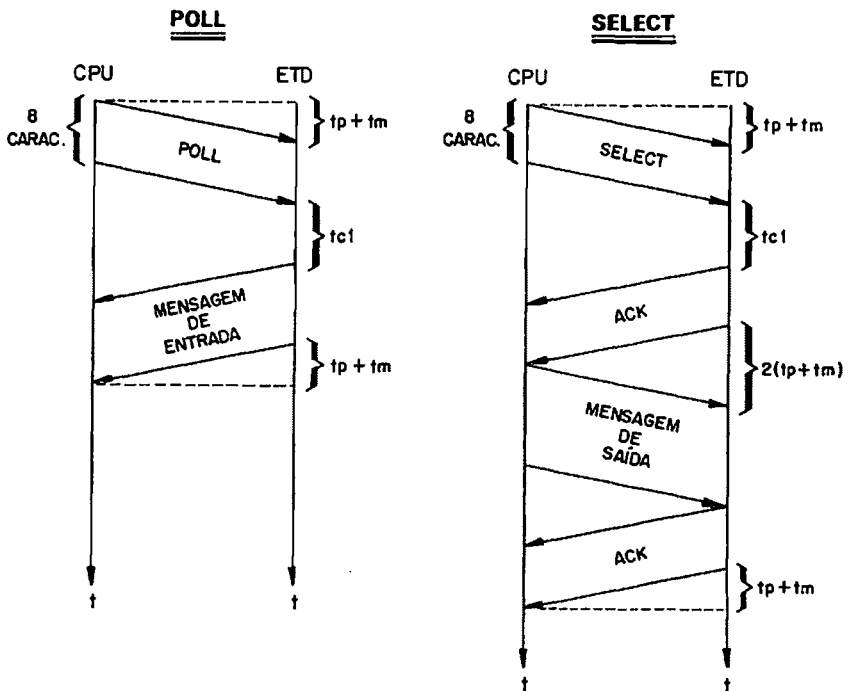 POLL
CPU
ETD
8
CARAC.
tp + tm
POLL
tc1
MENSAGEM
DE
ENTRADA
tp + tm
t
t
SELECT
CPU
ETD
8
CARAC.
tp + tm
SELECT
tc1
ACK
2(tp + tm)
MENSAGEM
DE
SAÍDA
ACK
tp + tm
t
t